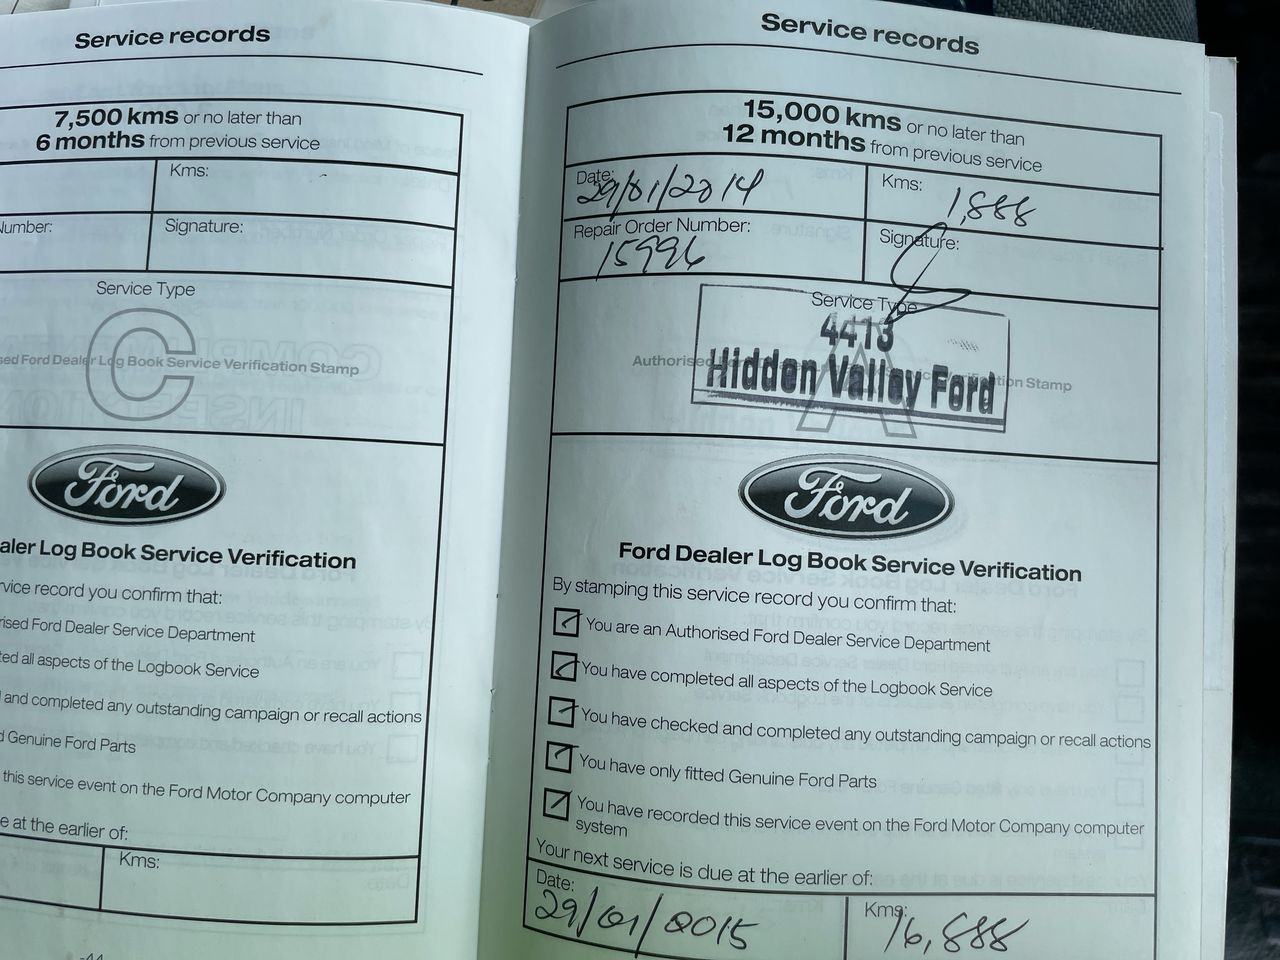 Service records
7,500 kms or no later than
6 months from previous service
Kms:
Number:
Signature:
Service Type
C
Ford Dealer Log Book Service Verification Stamp
Ford
Log Book Service Verification
service record you confirm that:
Ford Dealer Service Department
all aspects of the Logbook Service
and completed any outstanding campaign or recall actions
Genuine Ford Parts
this service event on the Ford Motor Company computer
at the earlier of:
Kms:
Service records
15,000 kms or no later than
12 months from previous service
Date: 29/01/2014
Kms: 1,888
Repair Order Number: 15996
Signature:
Service Type
4413
Hidden Valley Ford
A
Authorised
Stamp
Ford
Ford Dealer Log Book Service Verification
By stamping this service record you confirm that:
You are an Authorised Ford Dealer Service Department
You have completed all aspects of the Logbook Service
You have checked and completed any outstanding campaign or recall actions
You have only fitted Genuine Ford Parts
You have recorded this service event on the Ford Motor Company computer
system
Your next service is due at the earlier of:
Date: 29/01/2015
Kms: 16,888